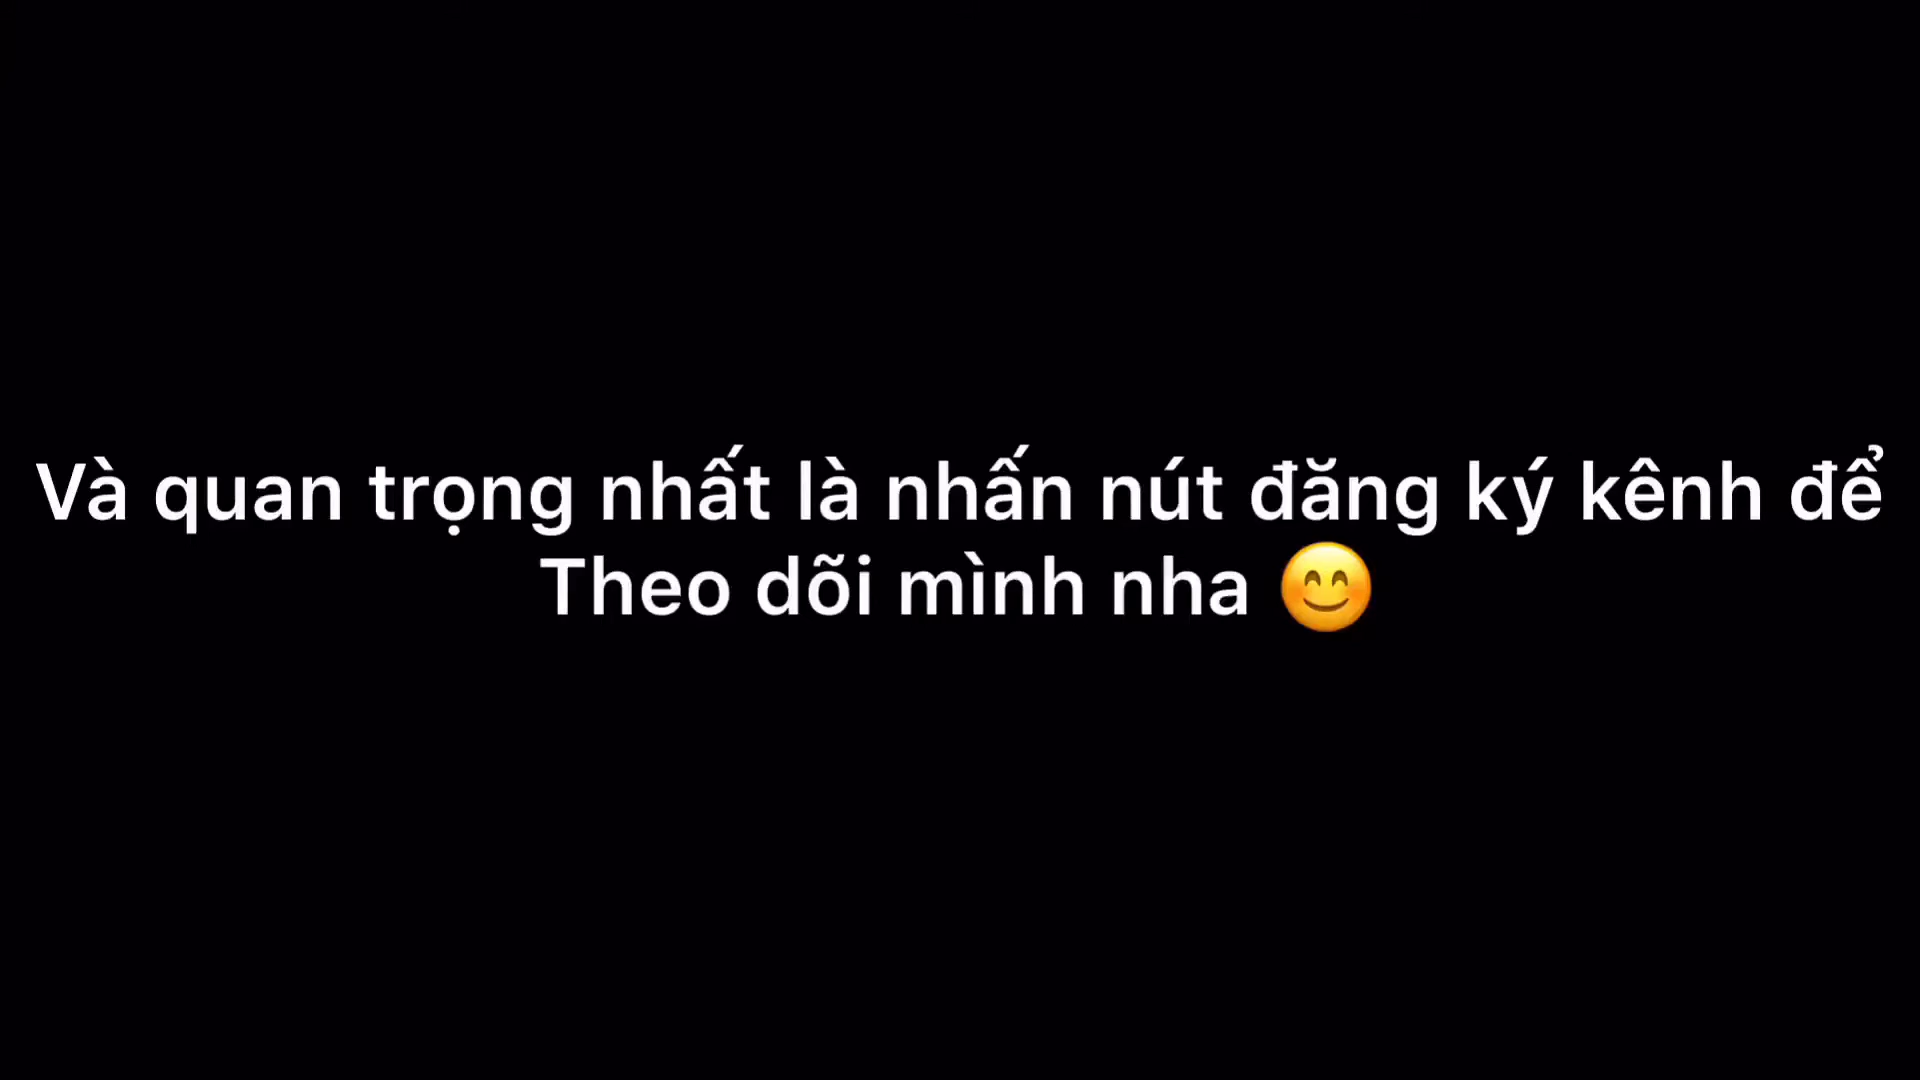 Và quan trọng nhất là nhấn nút đăng ký kênh để
Theo dõi mình nha 😊